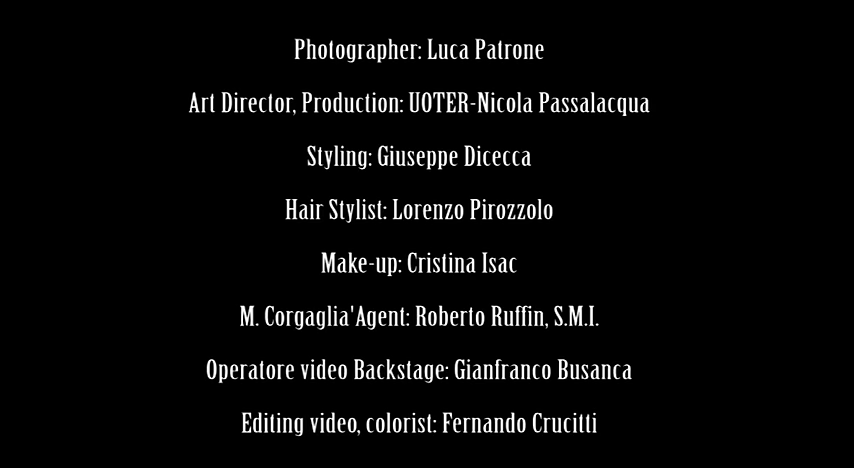 Photographer: Luca Patrone
Art Director, Production: UOTER-Nicola Passalacqua
Styling: Giuseppe Dicecca
Hair Stylist: Lorenzo Pirozzolo
Make-up: Cristina Isac
M. Corgaglia'Agent: Roberto Ruffin, S.M.I.
Operatore video Backstage: Gianfranco Busanca
Editing video, colorist: Fernando Crucitti